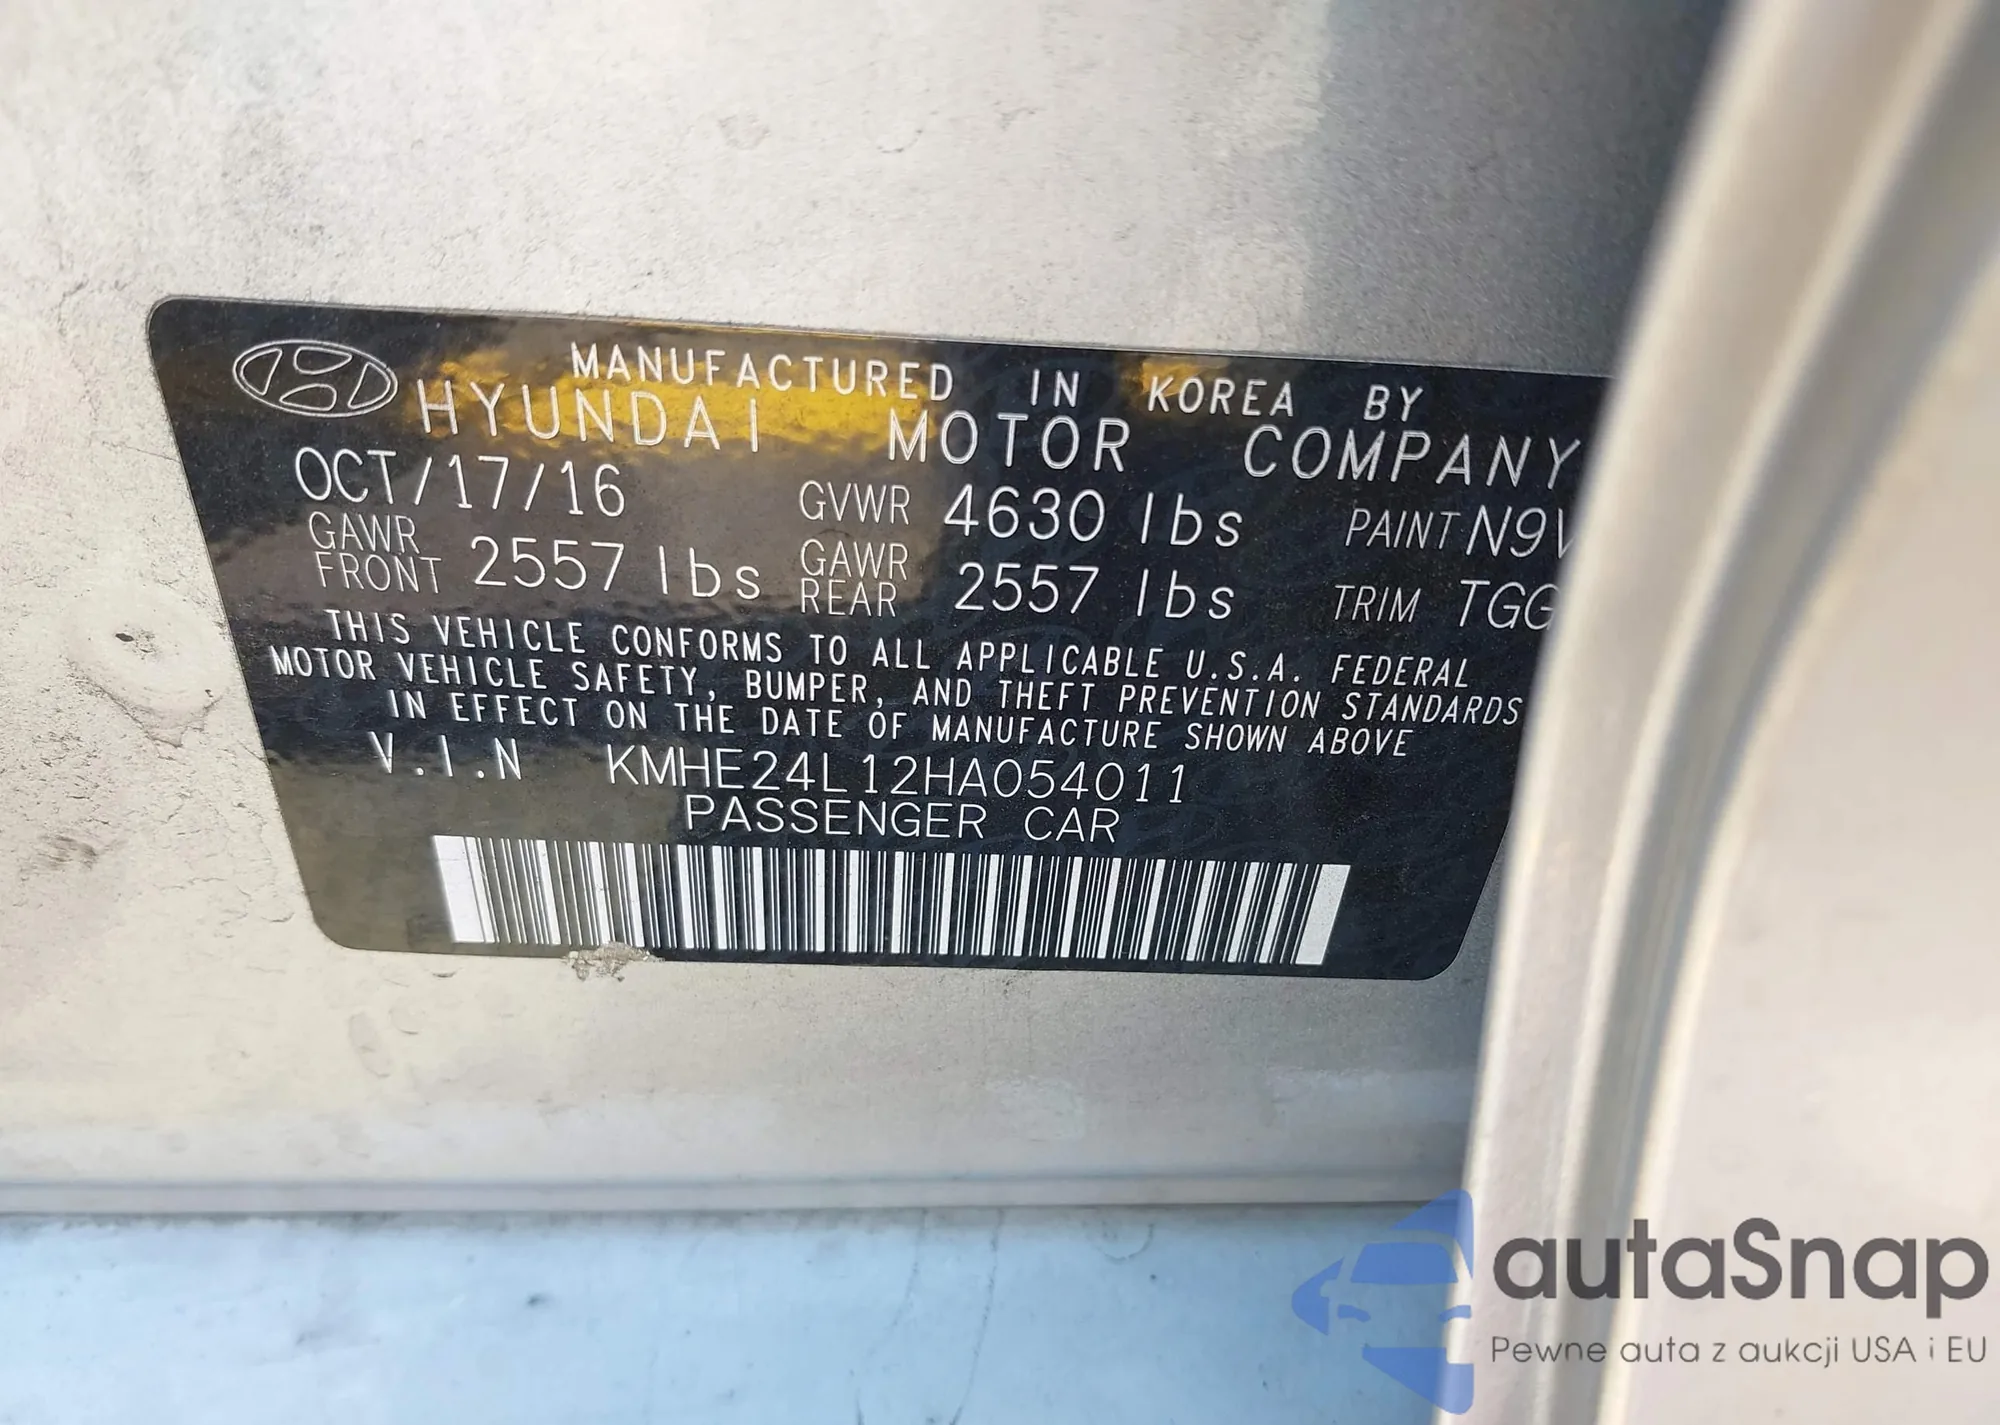 MANUFACTURED IN KOREA BY
HYUNDAI MOTOR COMPANY
OCT/17/16 GVWR 4630 lbs PAINT N9V
GAWR FRONT 2557 lbs GAWR REAR 2557 lbs TRIM TGG
THIS VEHICLE CONFORMS TO ALL APPLICABLE U.S.A. FEDERAL
MOTOR VEHICLE SAFETY, BUMPER, AND THEFT PREVENTION STANDARDS
IN EFFECT ON THE DATE OF MANUFACTURE SHOWN ABOVE
V.I.N KMHE24L12HA054011
PASSENGER CAR
autaSnap
Pewne auta z aukcji USA i EU